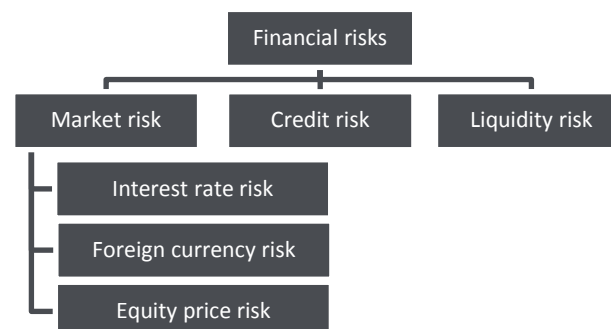 Financial risks
Market risk
Credit risk
Liquidity risk
Interest rate risk
Foreign currency risk
Equity price risk